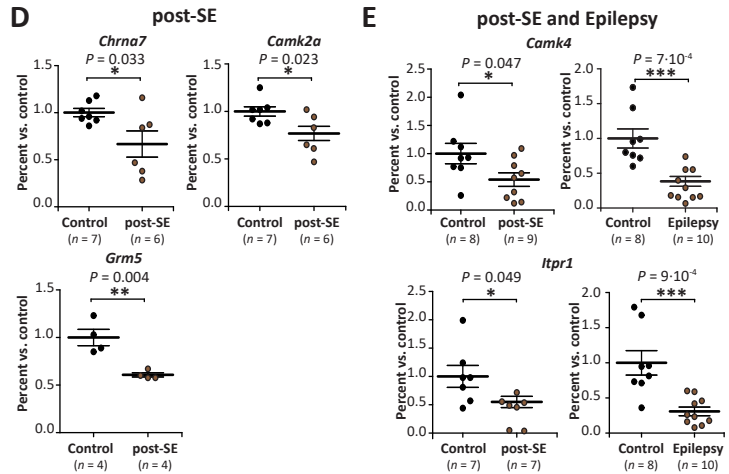 D post-SE
Chrna7
P = 0.033
*
Percent vs. control
1.5
1.0
0.5
0.0
Control post-SE
(n = 7) (n = 6)
Camk2a
P = 0.023
*
Percent vs. control
1.5
1.0
0.5
0.0
Control post-SE
(n = 7) (n = 6)
Grm5
P = 0.004
**
Percent vs. control
1.5
1.0
0.5
0.0
Control post-SE
(n = 4) (n = 4)
E post-SE and Epilepsy
Camk4
P = 0.047
*
Percent vs. control
2.5
2.0
1.5
1.0
0.5
0.0
Control post-SE
(n = 8) (n = 9)
P = 7·10-4
***
Percent vs. control
2.0
1.5
1.0
0.5
0.0
Control Epilepsy
(n = 8) (n = 10)
Itpr1
P = 0.049
*
Percent vs. control
2.5
2.0
1.5
1.0
0.5
0.0
Control post-SE
(n = 7) (n = 7)
P = 9·10-4
***
Percent vs. control
2.0
1.5
1.0
0.5
0.0
Control Epilepsy
(n = 8) (n = 10)